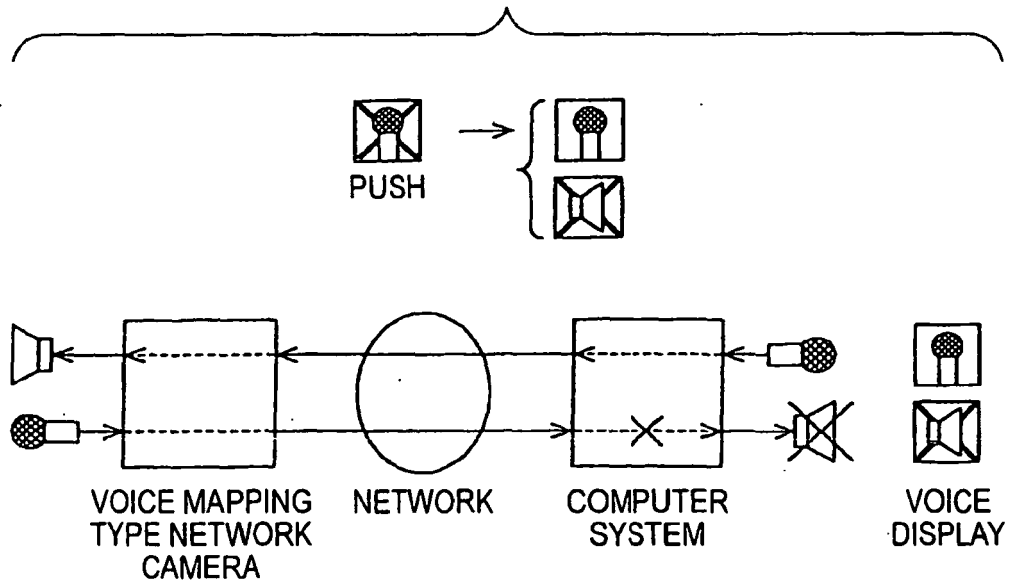 PUSH
VOICE MAPPING
TYPE NETWORK
CAMERA
NETWORK
COMPUTER
SYSTEM
VOICE
DISPLAY